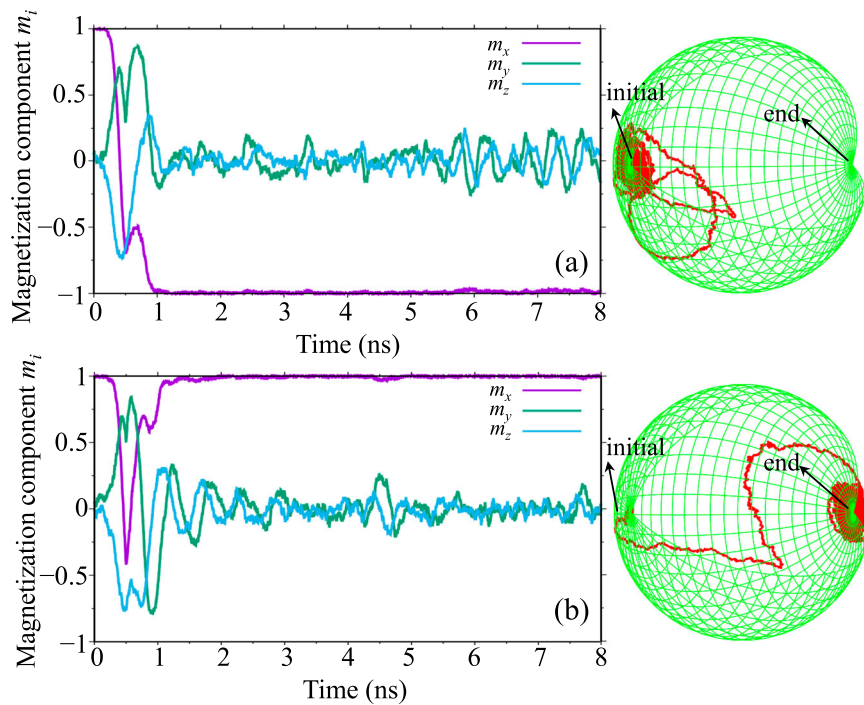 Magnetization component m_i
1
0.5
0
−0.5
−1
m_x
m_y
m_z
(a)
0 1 2 3 4 5 6 7 8
Time (ns)
initial
end
Magnetization component m_i
1
0.5
0
−0.5
−1
m_x
m_y
m_z
(b)
0 1 2 3 4 5 6 7 8
Time (ns)
initial
end